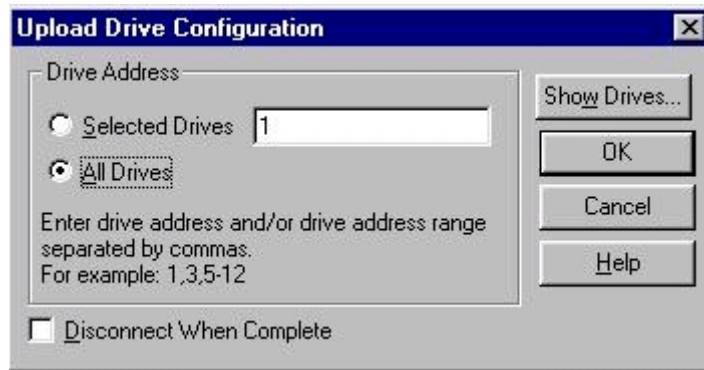 Upload Drive Configuration
Drive Address
Selected Drives 1
All Drives
Enter drive address and/or drive address range
separated by commas.
For example: 1,3,5-12
Disconnect When Complete
Show Drives...
OK
Cancel
Help